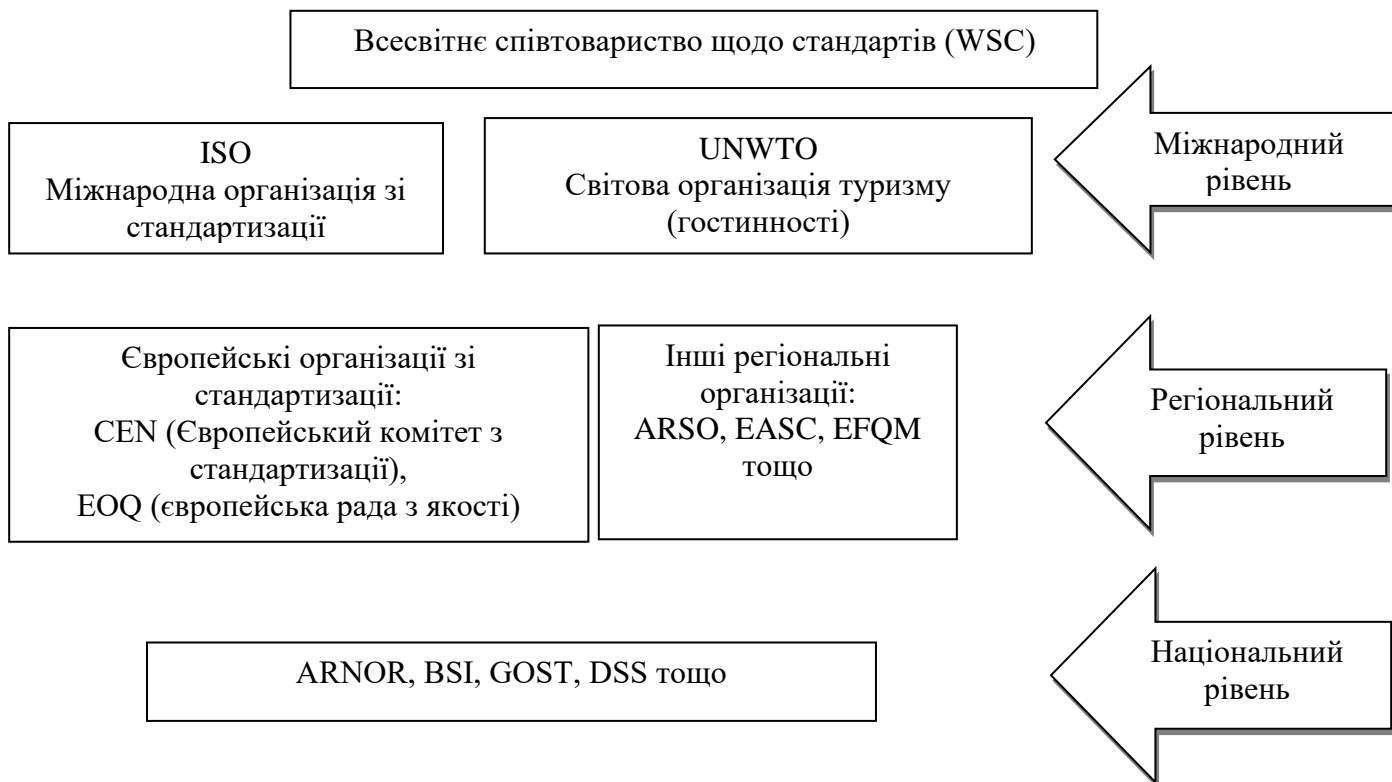 Всесвітнє співтовариство щодо стандартів (WSC)
ISO
Міжнародна організація зі
стандартизації
UNWTO
Світова організація туризму
(гостинності)
Міжнародний
рівень
Європейські організації зі
стандартизації:
CEN (Європейський комітет з
стандартизації),
EOQ (європейська рада з якості)
Інші регіональні
організації:
ARSO, EASC, EFQM
тощо
Регіональний
рівень
ARNOR, BSI, GOST, DSS тощо
Національний
рівень